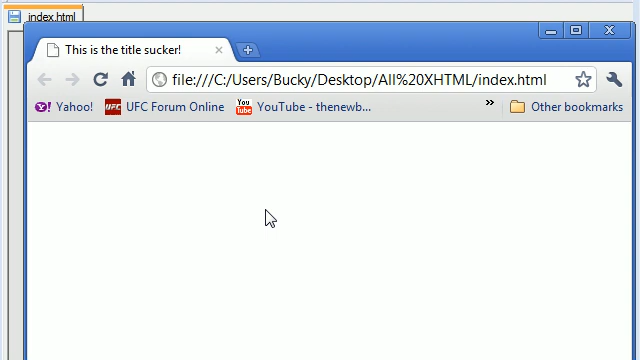 index.html
This is the title sucker!
file:///C:/Users/Bucky/Desktop/All%20XHTML/index.html
Y! Yahoo! UFC UFC Forum Online You Tube YouTube - thenewb... » Other bookmarks